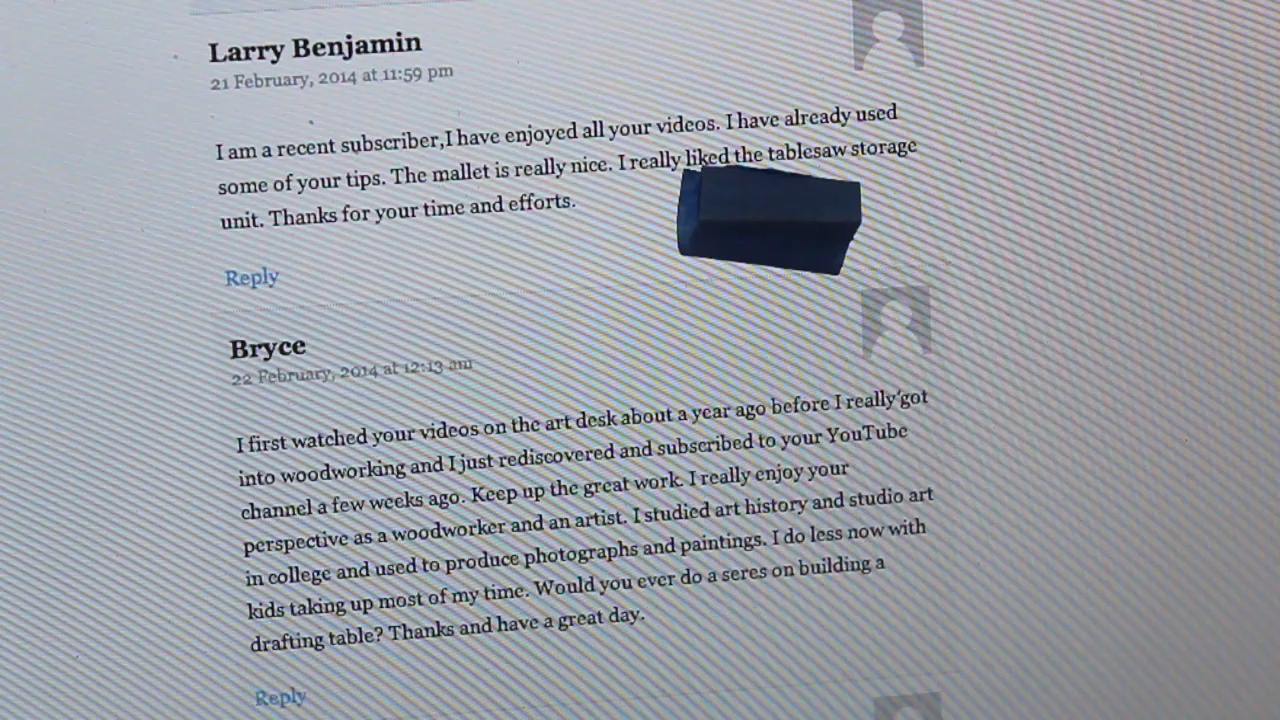 Larry Benjamin
21 February, 2014 at 11:59 pm
I am a recent subscriber,I have enjoyed all your videos. I have already used
some of your tips. The mallet is really nice. I really liked the tablesaw storage
unit. Thanks for your time and efforts.
Reply
Bryce
22 February, 2014 at 12:13 am
I first watched your videos on the art desk about a year ago before I really got
into woodworking and I just rediscovered and subscribed to your YouTube
channel a few weeks ago. Keep up the great work. I really enjoy your
perspective as a woodworker and an artist. I studied art history and studio art
in college and used to produce photographs and paintings. I do less now with
kids taking up most of my time. Would you ever do a seres on building a
drafting table? Thanks and have a great day.
Reply